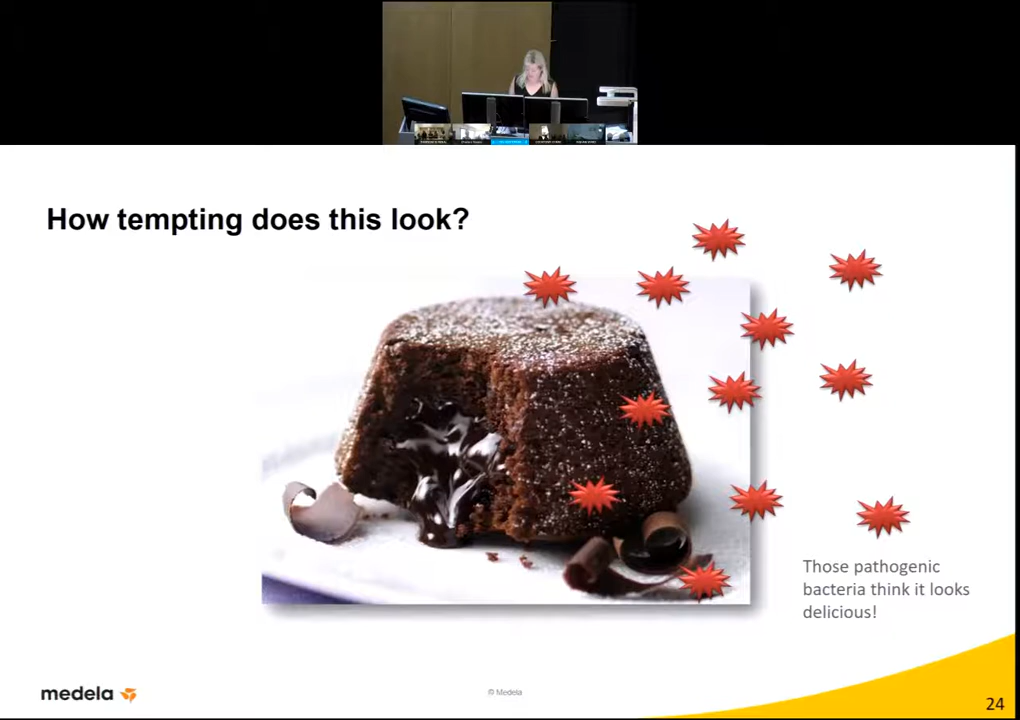 How tempting does this look?
Those pathogenic
bacteria think it looks
delicious!
medela
© Medela
24